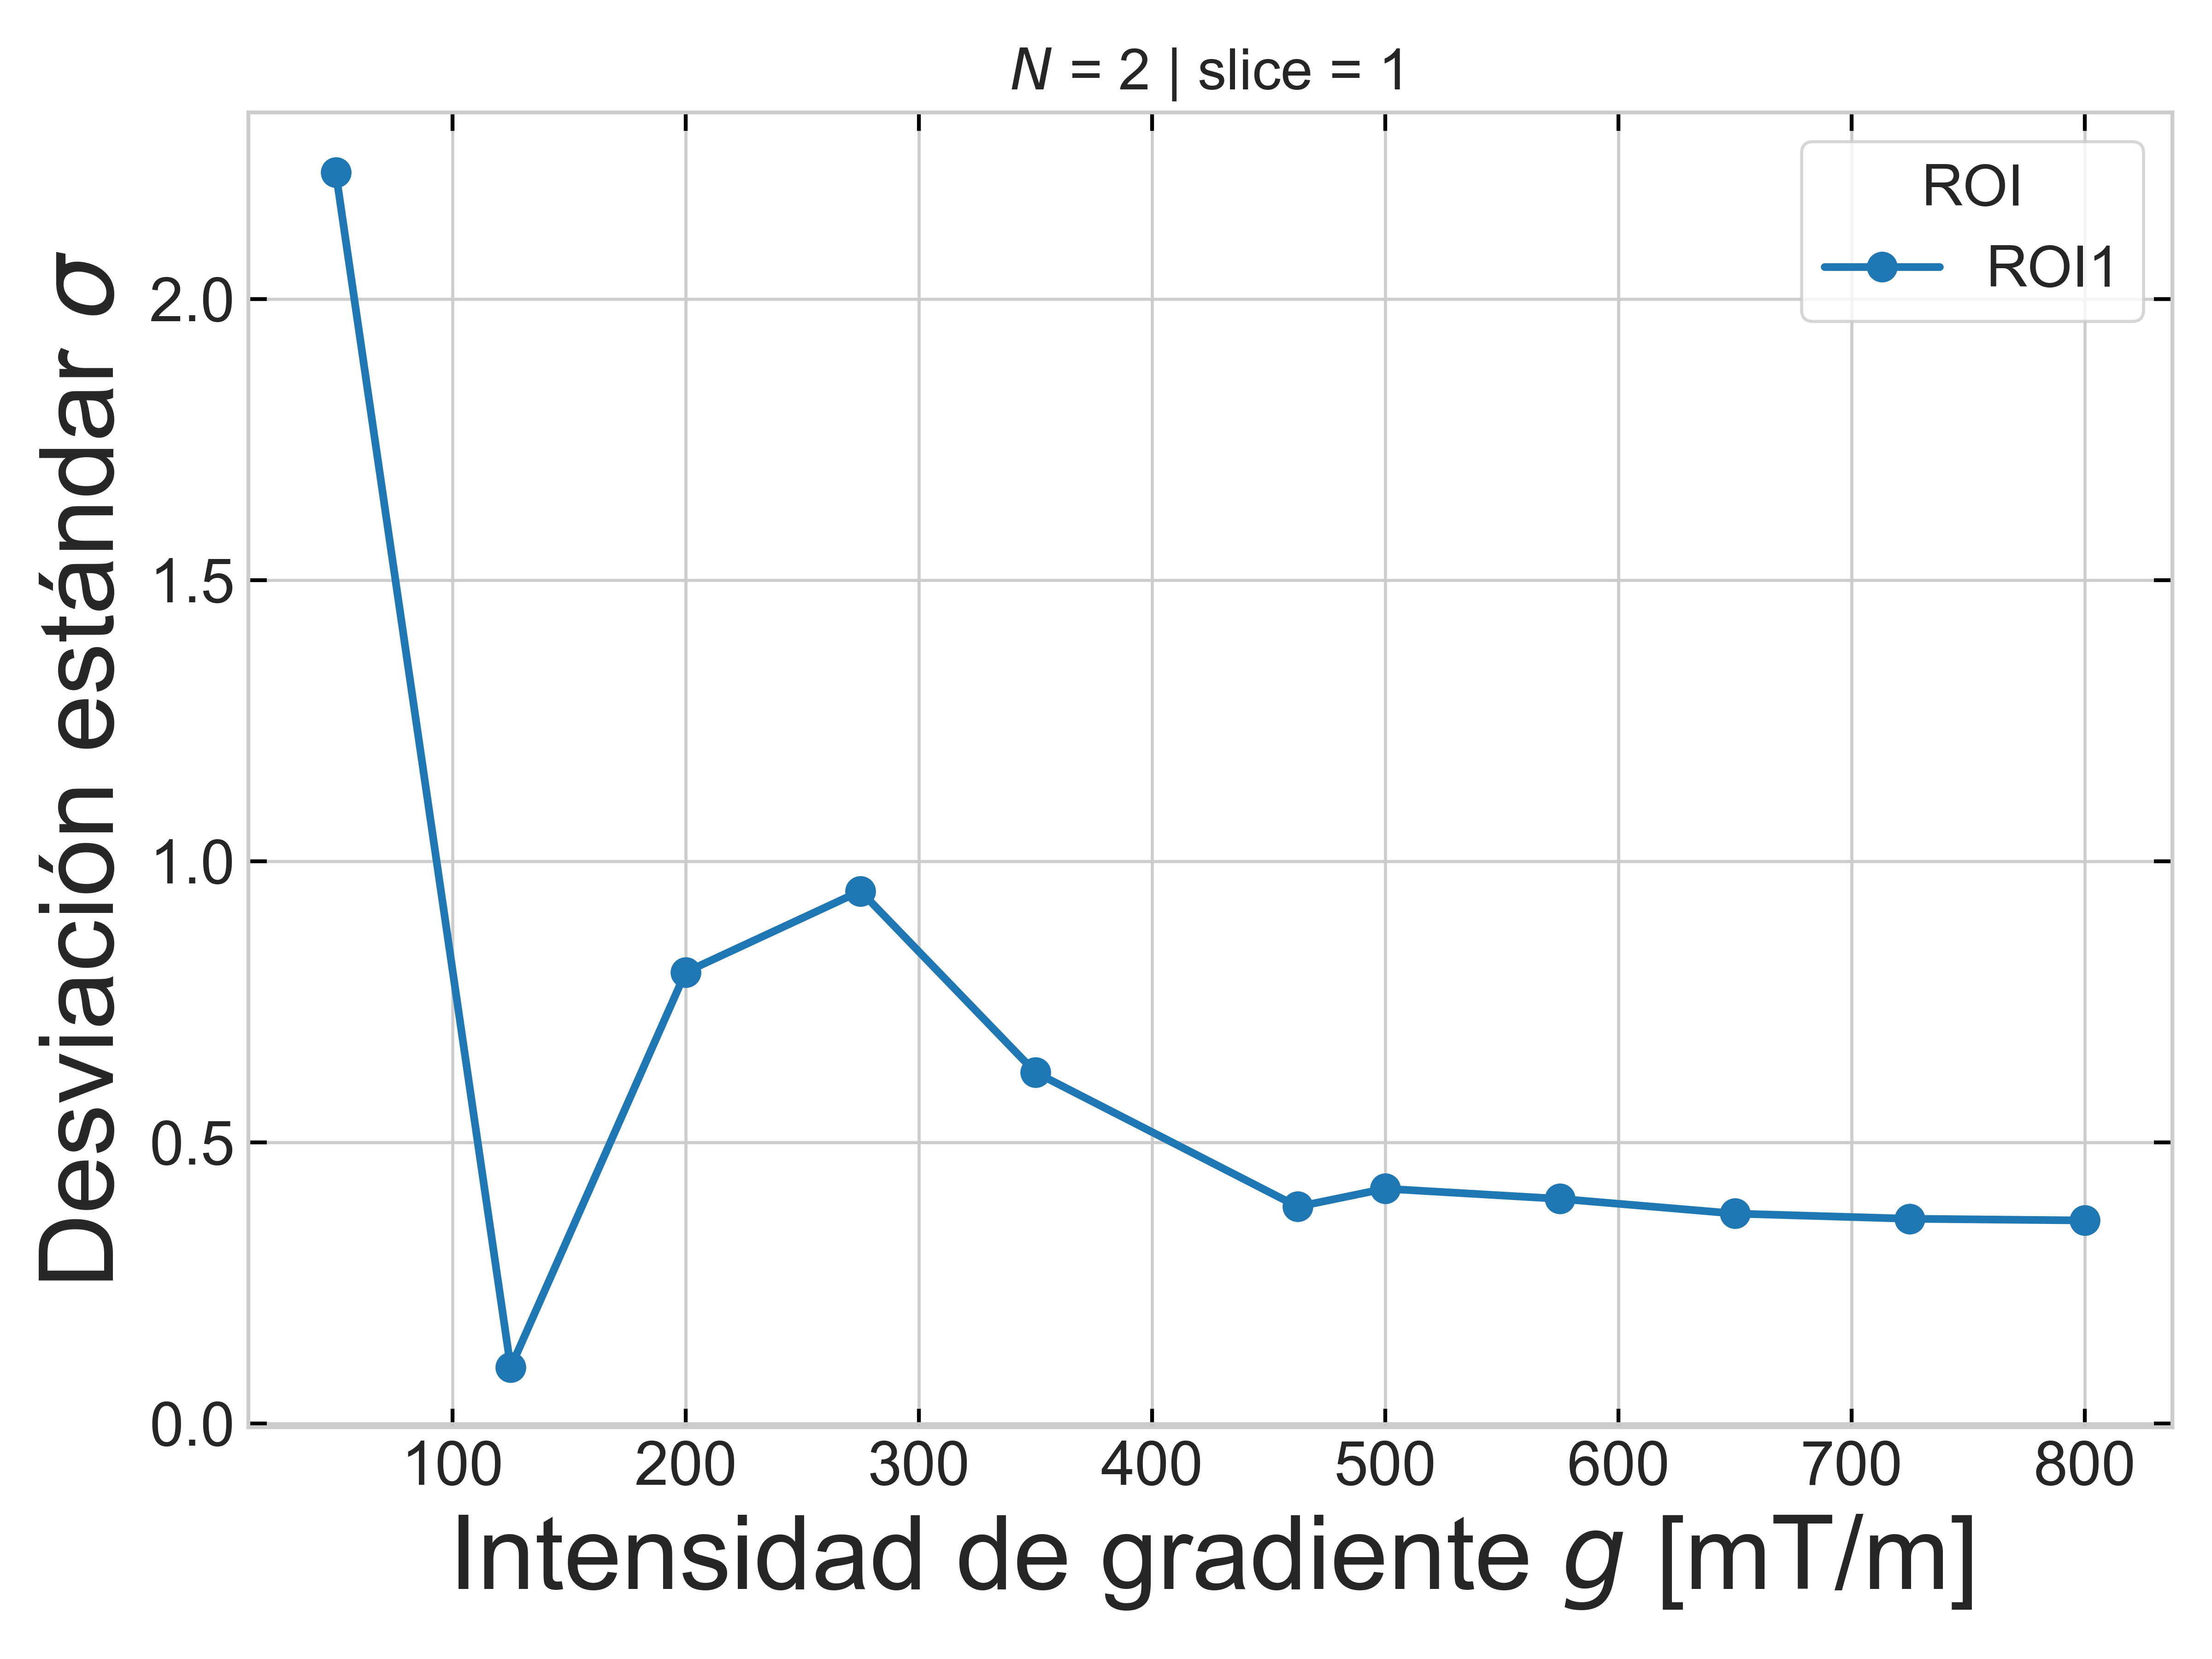 N = 2 | slice = 1
ROI
ROI1
Desviación estándar σ
2.0
1.5
1.0
0.5
0.0
100 200 300 400 500 600 700 800
Intensidad de gradiente g [mT/m]